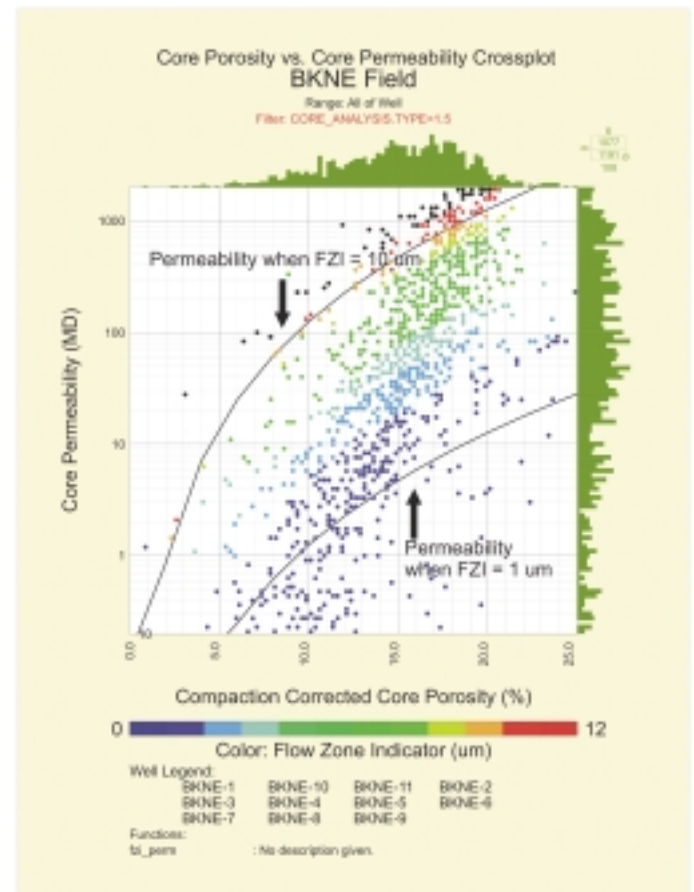 Core Porosity vs. Core Permeability Crossplot
BKNE Field
Range: All of Well
Filter: CORE_ANALYSIS.TYPE=1.5
1000
Permeability when FZI = 10 um
100
Core Permeability (MD)
10
Permeability
when FZI = 1 um
1
0.0 5.0 10.0 15.0 20.0 25.0
Compaction Corrected Core Porosity (%)
0 12
Color: Flow Zone Indicator (um)
Well Legend:
BKNE-1 BKNE-10 BKNE-11 BKNE-2
BKNE-3 BKNE-4 BKNE-5 BKNE-6
BKNE-7 BKNE-8 BKNE-9
Functions:
fzi_perm : No description given.